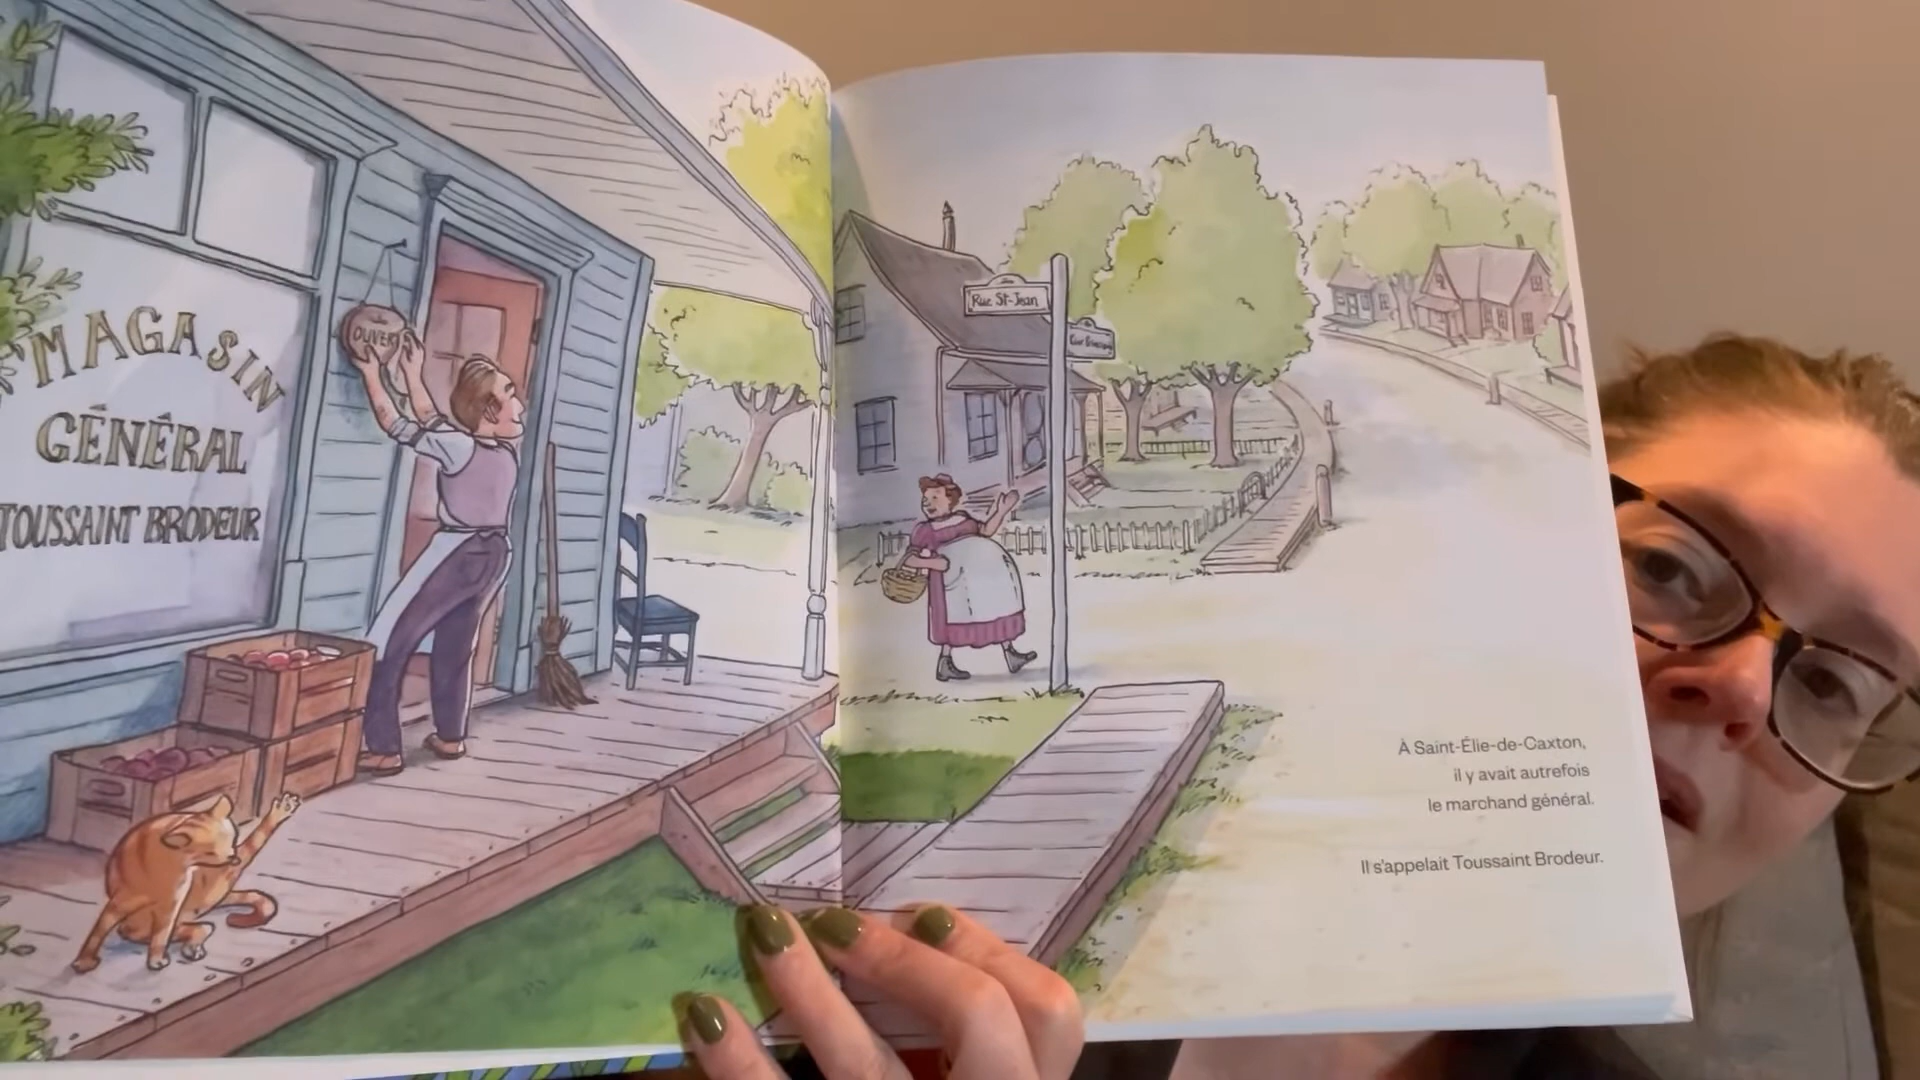 MAGASIN
GÉNÉRAL
TOUSSAINT BRODEUR
OUVERT
Rue St-Jean
À Saint-Élie-de-Caxton,
il y avait autrefois
le marchand général.
Il s'appelait Toussaint Brodeur.